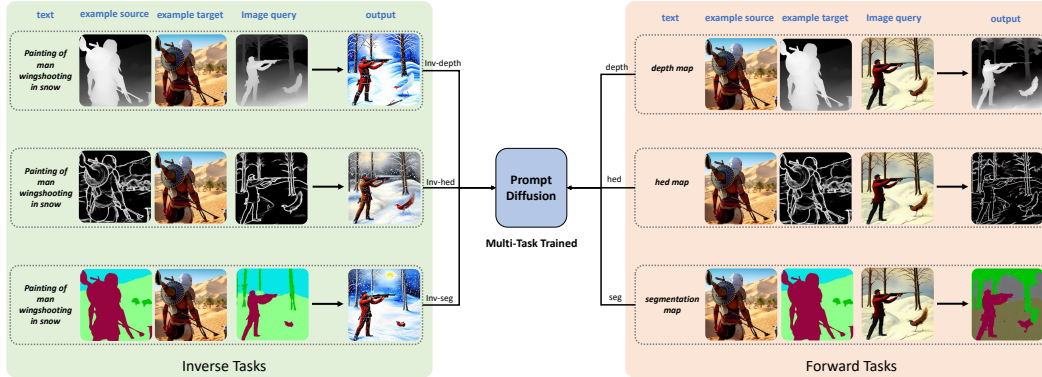 text example source example target Image query output
Painting of
man
wingshooting
in snow
Inv-depth
Painting of
man
wingshooting
in snow
Inv-hed
Painting of
man
wingshooting
in snow
Inv-seg
Inverse Tasks
Prompt
Diffusion
Multi-Task Trained
text example source example target Image query output
depth
depth map
hed
hed map
seg
segmentation
map
Forward Tasks